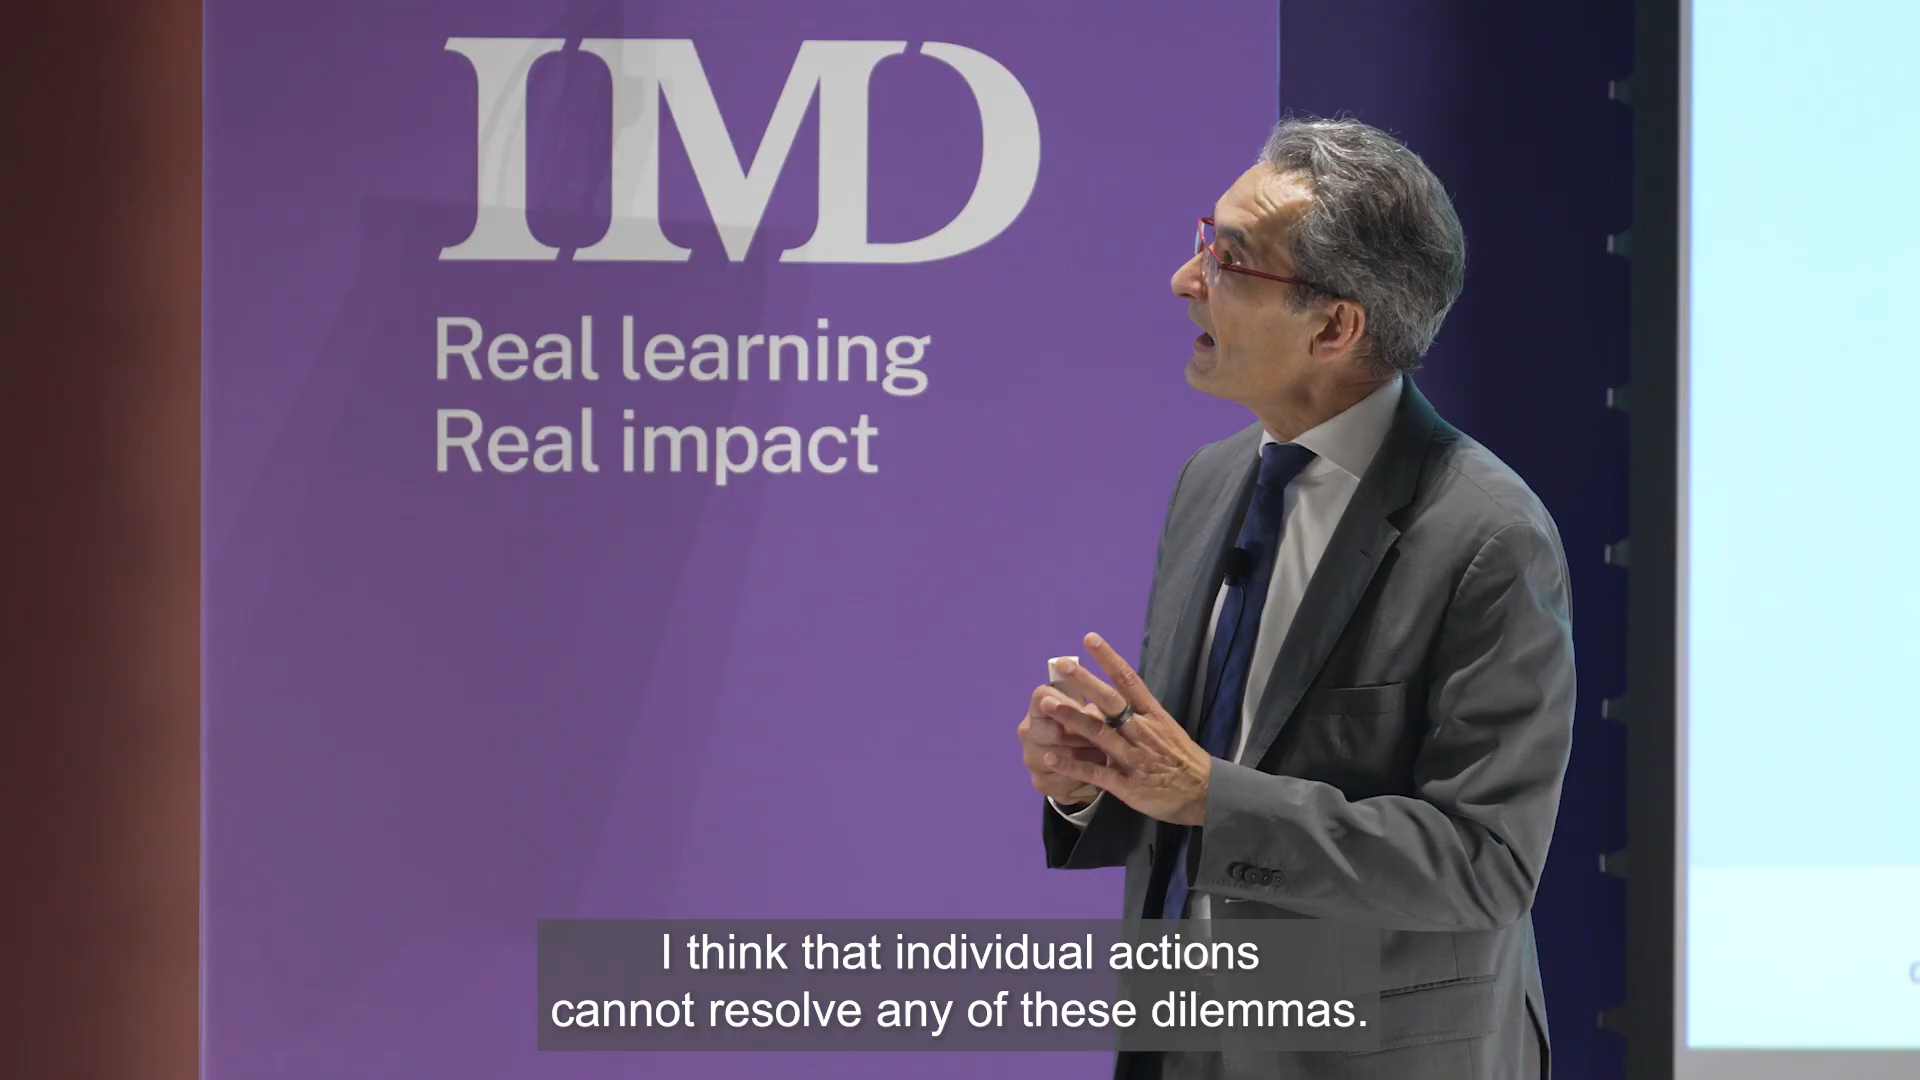 IMD
Real learning
Real impact
I think that individual actions
cannot resolve any of these dilemmas.